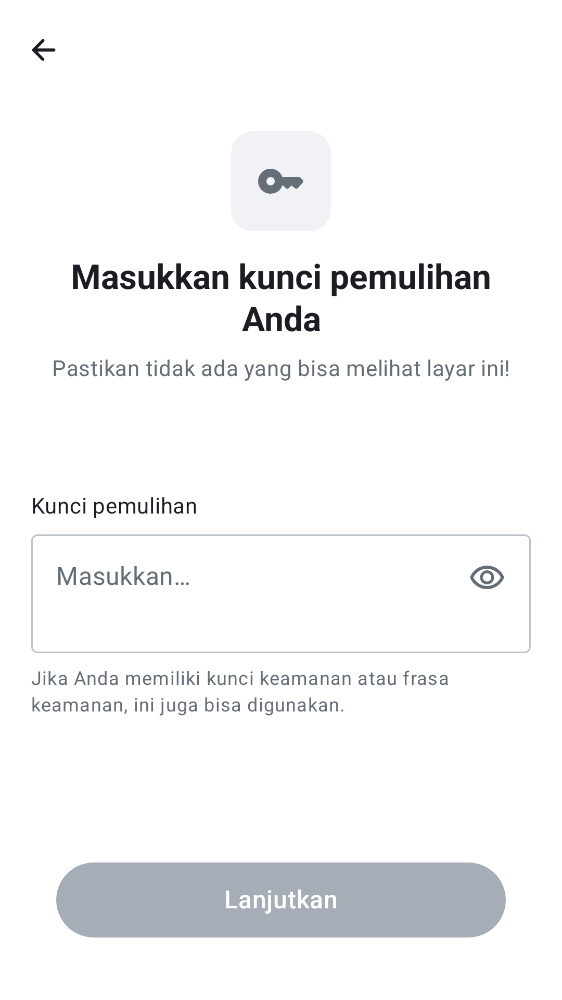 Masukkan kunci pemulihan
Anda
Pastikan tidak ada yang bisa melihat layar ini!
Kunci pemulihan
Masukkan…
Jika Anda memiliki kunci keamanan atau frasa
keamanan, ini juga bisa digunakan.
Lanjutkan